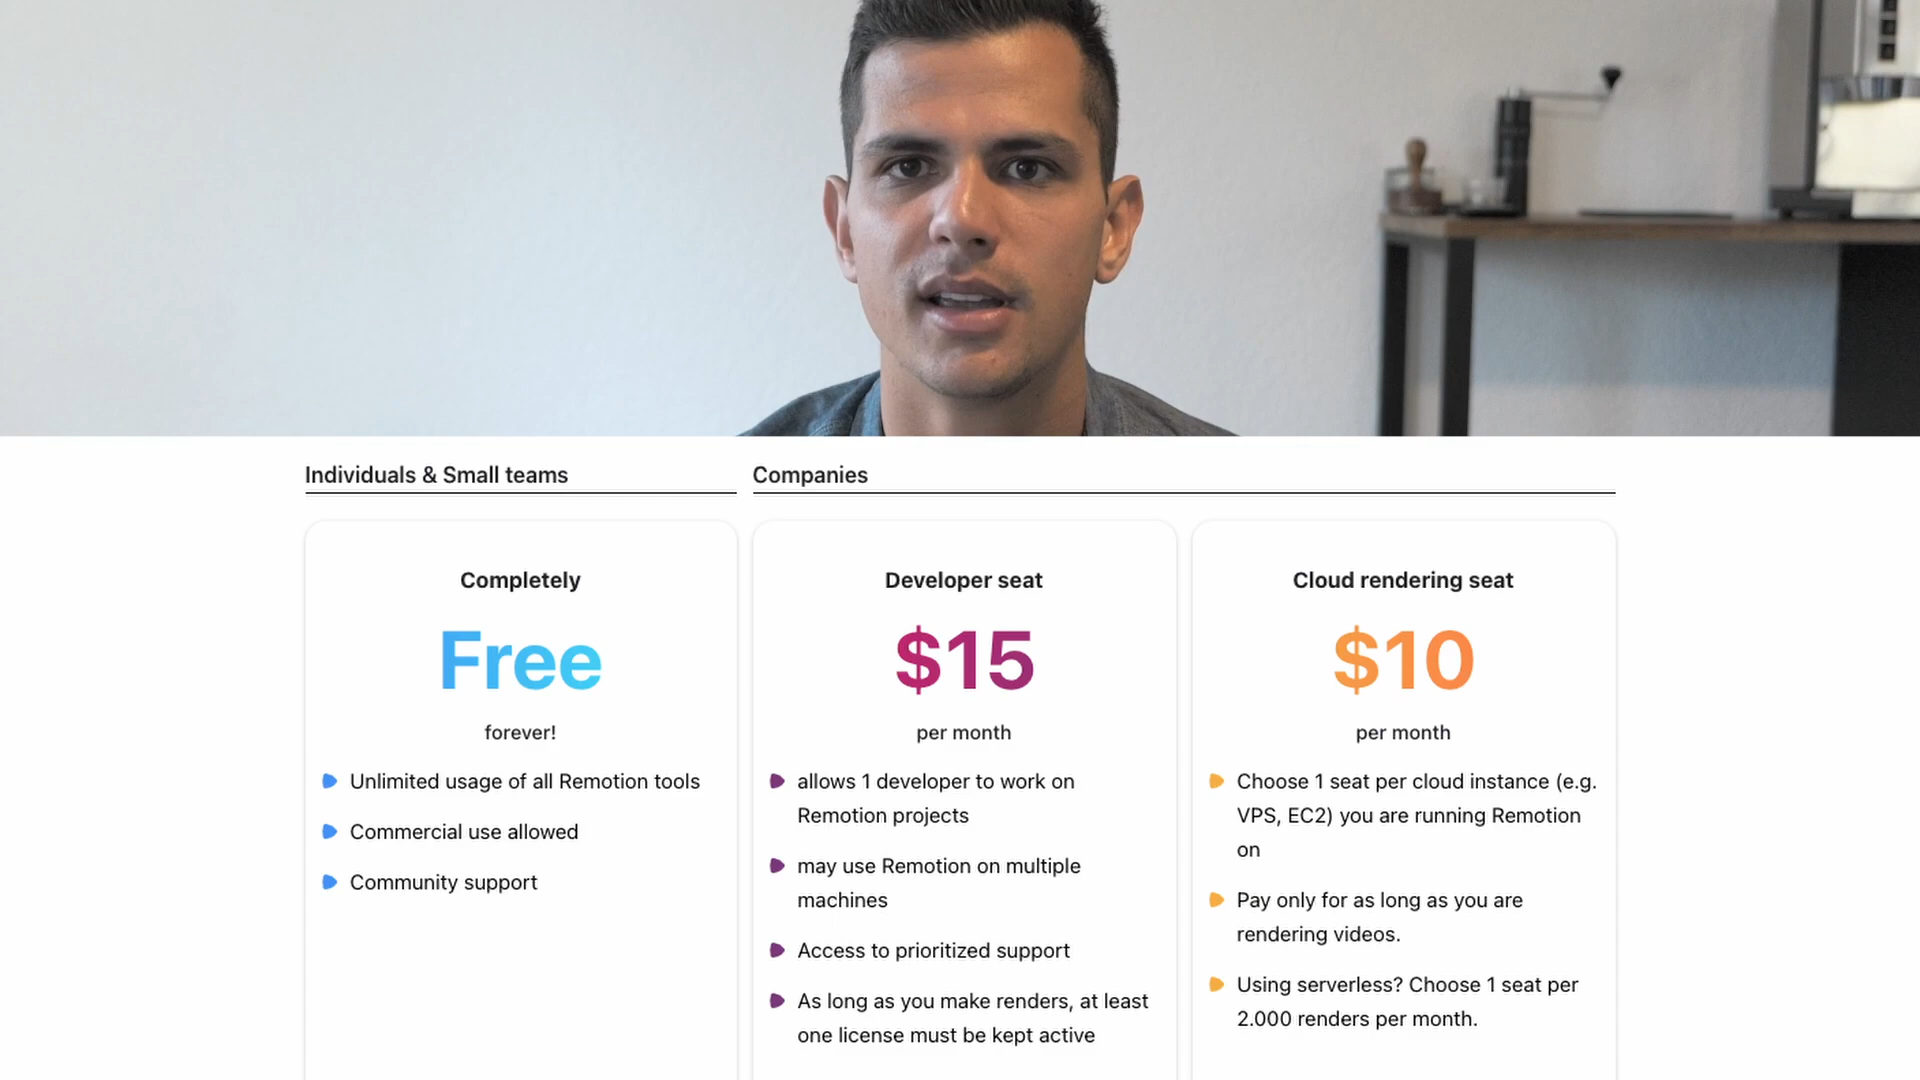 Individuals & Small teams
Companies
Completely
Free
forever!
Unlimited usage of all Remotion tools
Commercial use allowed
Community support
Developer seat
$15
per month
allows 1 developer to work on
Remotion projects
may use Remotion on multiple
machines
Access to prioritized support
As long as you make renders, at least
one license must be kept active
Cloud rendering seat
$10
per month
Choose 1 seat per cloud instance (e.g.
VPS, EC2) you are running Remotion
on
Pay only for as long as you are
rendering videos.
Using serverless? Choose 1 seat per
2.000 renders per month.